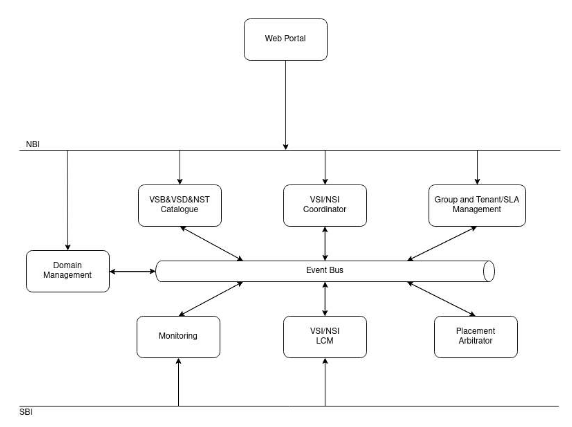 Web Portal
NBI
VSB&VSD&NST
Catalogue
VSI/NSI
Coordinator
Group and Tenant/SLA
Management
Domain
Management
Event Bus
Monitoring
VSI/NSI
LCM
Placement
Arbitrator
SBI